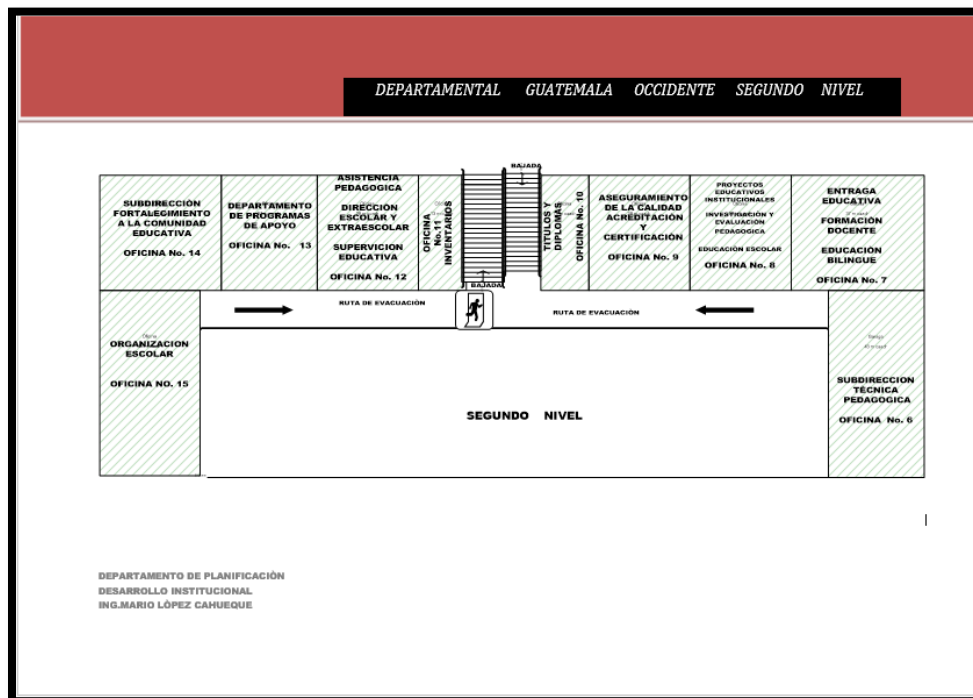 DEPARTAMENTAL GUATEMALA OCCIDENTE SEGUNDO NIVEL
BAJADA
SUBDIRECCIÓN
FORTALEGIMIENTO
A LA COMUNIDAD
EDUCATIVA
OFICINA No. 14
DEPARTAMENTO
DE PROGRAMAS
DE APOYO
OFICINA No. 13
ASISTENCIA
PEDAGOGICA
DIRECCIÓN
ESCOLAR Y
EXTRAESCOLAR
SUPERVICION
EDUCATIVA
OFICINA No. 12
OFICINA
No.11
INVENTARIOS
BAJADA
TITULOS Y
DIPLOMAS
OFICINA No. 10
ASEGURAMIENTO
DE LA CALIDAD
ACREDITACIÓN
Y
CERTIFICACIÓN
OFICINA No. 9
PROYECTOS
EDUCATIVOS
INSTITUCIONALES
INVESTIGACIÓN Y
EVALUACIÓN
PEDAGOGICA
EDUCACIÓN ESCOLAR
OFICINA No. 8
ENTRAGA
EDUCATIVA
FORMACIÓN
DOCENTE
EDUCACIÓN
BILINGUE
OFICINA No. 7
RUTA DE EVACUACIÓN
RUTA DE EVACUACIÓN
ORGANIZACION
ESCOLAR
OFICINA NO. 15
SEGUNDO NIVEL
SUBDIRECCION
TÉCNICA
PEDAGOGICA
OFICINA No. 6
DEPARTAMENTO DE PLANIFICACIÓN
DESARROLLO INSTITUCIONAL
ING.MARIO LÓPEZ CAHUEQUE